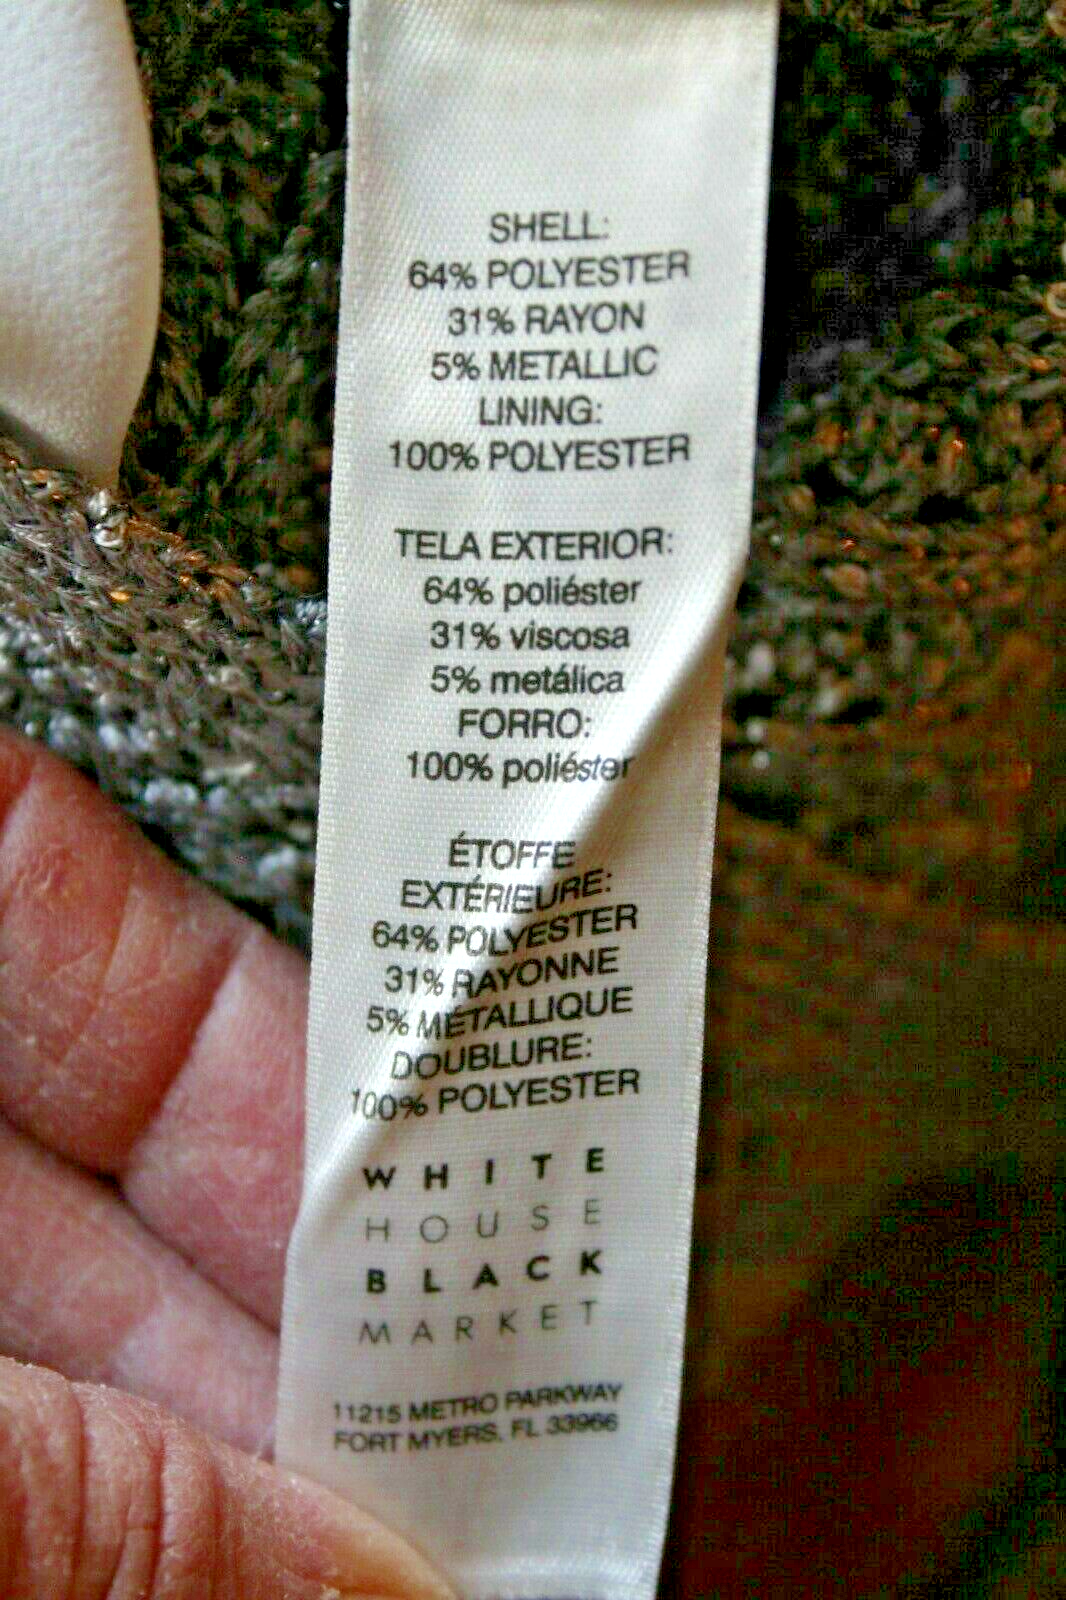 SHELL:
64% POLYESTER
31% RAYON
5% METALLIC
LINING:
100% POLYESTER
TELA EXTERIOR:
64% poliéster
31% viscosa
5% metálica
FORRO:
100% poliéster
ÉTOFFE
EXTÉRIEURE:
64% POLYESTER
31% RAYONNE
5% MÉTALLIQUE
DOUBLURE:
100% POLYESTER
WHITE
HOUSE
BLACK
MARKET
11215 METRO PARKWAY
FORT MYERS, FL 33966